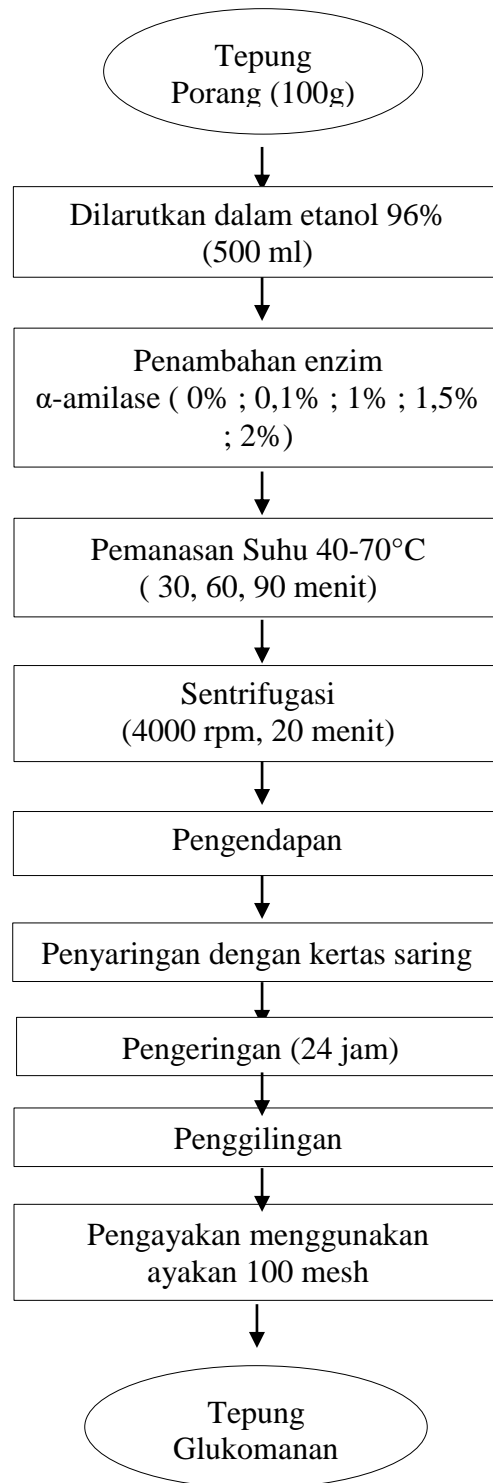 Tepung
Porang (100g)
Dilarutkan dalam etanol 96%
(500 ml)
Penambahan enzim
α-amilase ( 0% ; 0,1% ; 1% ; 1,5%
; 2%)
Pemanasan Suhu 40-70°C
( 30, 60, 90 menit)
Sentrifugasi
(4000 rpm, 20 menit)
Pengendapan
Penyaringan dengan kertas saring
Pengeringan (24 jam)
Penggilingan
Pengayakan menggunakan
ayakan 100 mesh
Tepung
Glukomanan